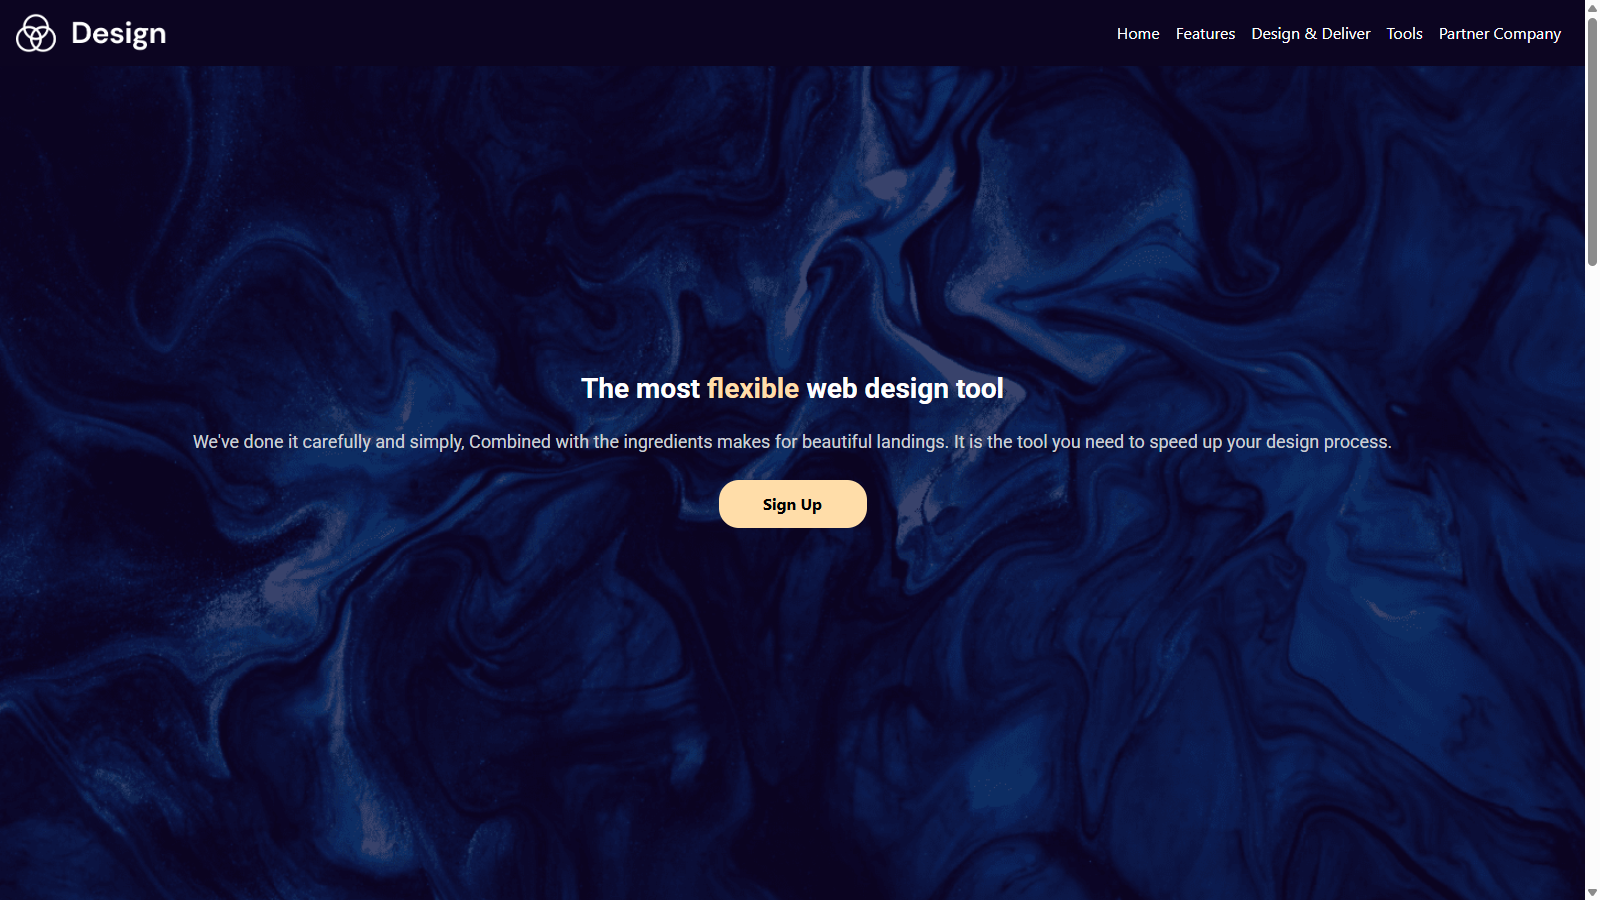 Design
Home Features Design & Deliver Tools Partner Company
The most flexible web design tool
We've done it carefully and simply, Combined with the ingredients makes for beautiful landings. It is the tool you need to speed up your design process.
Sign Up